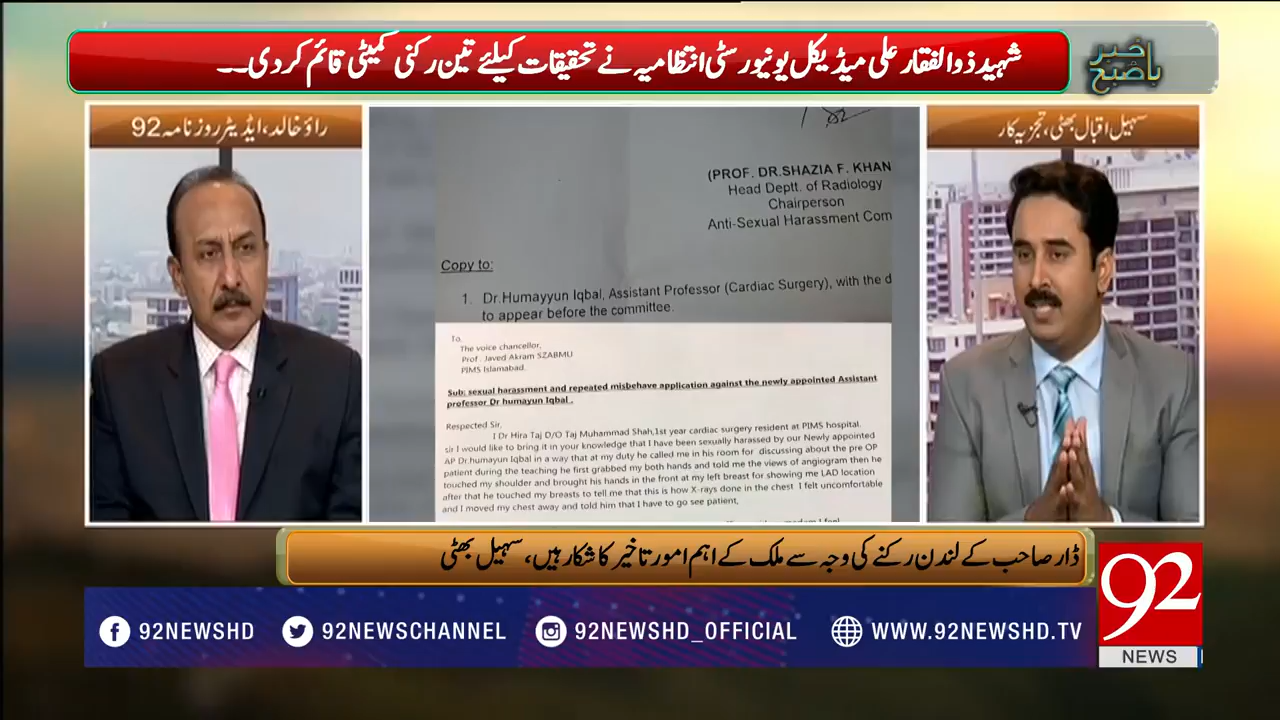 شہید ذوالفقار علی میڈیکل یونیورسٹی انتظامیہ نے تحقیقات کیلئے تین رکنی کمیٹی قائم کر دی۔۔۔
باخبر صبح
راؤ خالد، ایڈیٹر روزنامہ 92
سہیل اقبال بھٹی، تجزیہ کار
(PROF. DR.SHAZIA F. KHAN
Head Deptt. of Radiology
Chairperson
Anti-Sexual Harassment Com
Copy to:
1. Dr.Humayyun Iqbal, Assistant Professor (Cardiac Surgery), with the d
to appear before the committee.
To,
The voice chancellor,
Prof. Javed Akram SZABMU
PIMS Islamabad.
Sub: sexual harassment and repeated misbehave application against the newly appointed Assistant
professor Dr humayun Iqbal .
Respected Sir,
I Dr Hira Taj D/O Taj Muhammad Shah,1st year cardiac surgery resident at PIMS hospital.
sir I would like to bring it in your knowledge that I have been sexually harassed by our Newly appointed
AP Dr.humayun Iqbal in a way that at my duty he called me in his room for discussing about the pre OP
patient during the teaching he first grabbed my both hands and told me the views of angiogram then he
touched my shoulder and brought his hands in the front at my left breast for showing me LAD location
after that he touched my breasts to tell me that this is how X-rays done in the chest I felt uncomfortable
and I moved my chest away and told him that I have to go see patient,
ڈار صاحب کے لندن رکنے کی وجہ سے ملک کے اہم امور تاخیر کا شکار ہیں، سہیل بھٹی
92NEWSHD
92NEWSCHANNEL
92NEWSHD_OFFICIAL
WWW.92NEWSHD.TV
92
NEWS